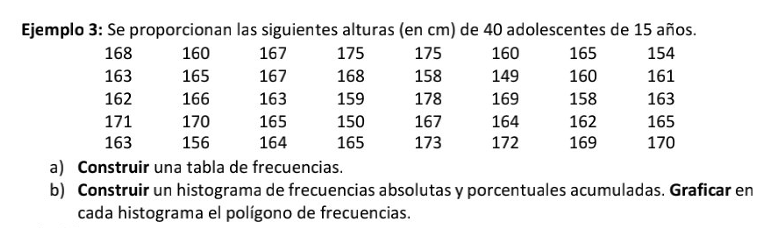 Ejemplo 3: Se proporcionan las siguientes alturas (en cm) de 40 adolescentes de 15 años.
168 160 167 175 175 160 165 154
163 165 167 168 158 149 160 161
162 166 163 159 178 169 158 163
171 170 165 150 167 164 162 165
163 156 164 165 173 172 169 170
a) Construir una tabla de frecuencias.
b) Construir un histograma de frecuencias absolutas y porcentuales acumuladas. Graficar en
cada histograma el polígono de frecuencias.